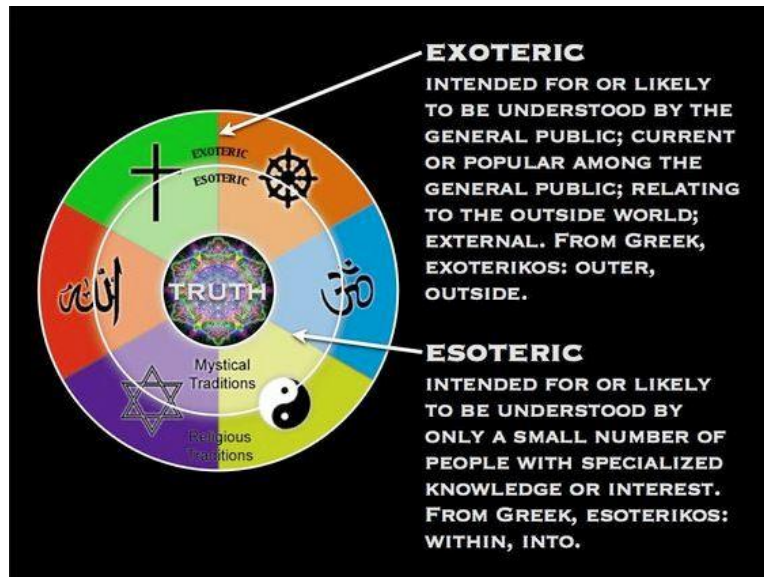 EXOTERIC
INTENDED FOR OR LIKELY
TO BE UNDERSTOOD BY THE
GENERAL PUBLIC; CURRENT
OR POPULAR AMONG THE
GENERAL PUBLIC; RELATING
TO THE OUTSIDE WORLD;
EXTERNAL. FROM GREEK,
EXOTERIKOS: OUTER,
OUTSIDE.
ESOTERIC
INTENDED FOR OR LIKELY
TO BE UNDERSTOOD BY
ONLY A SMALL NUMBER OF
PEOPLE WITH SPECIALIZED
KNOWLEDGE OR INTEREST.
FROM GREEK, ESOTERIKOS:
WITHIN, INTO.
EXOTERIC
ESOTERIC
الله
ॐ
TRUTH
Mystical
Traditions
Religious
Traditions